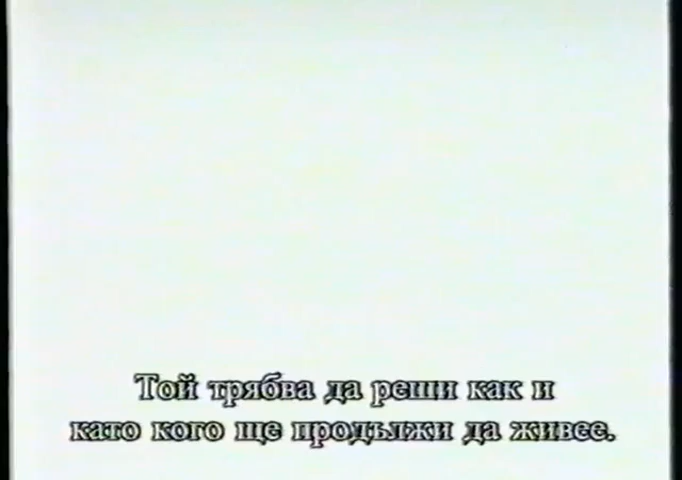 Той трябва да реши как и
като кого ще продължи да живее.